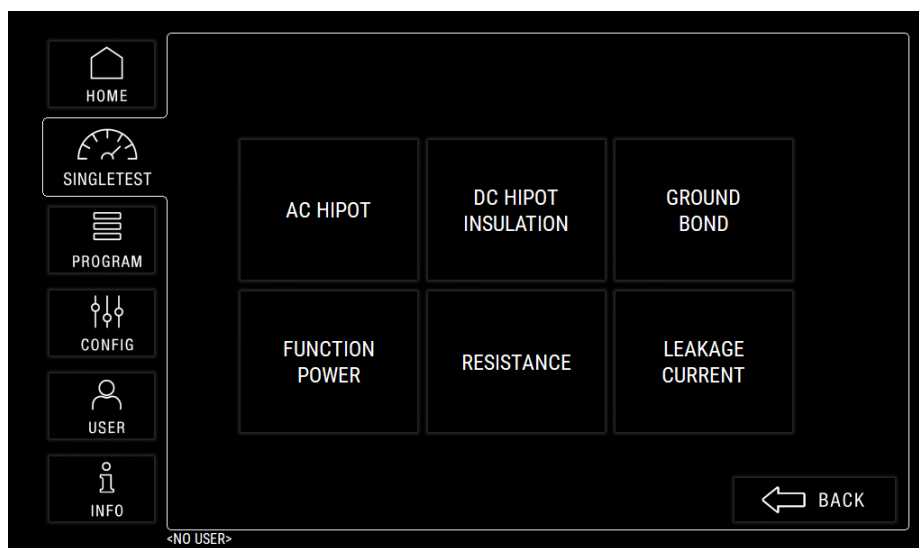 HOME
SINGLETEST
PROGRAM
CONFIG
USER
INFO
AC HIPOT
DC HIPOT
INSULATION
GROUND
BOND
FUNCTION
POWER
RESISTANCE
LEAKAGE
CURRENT
BACK
<NO USER>